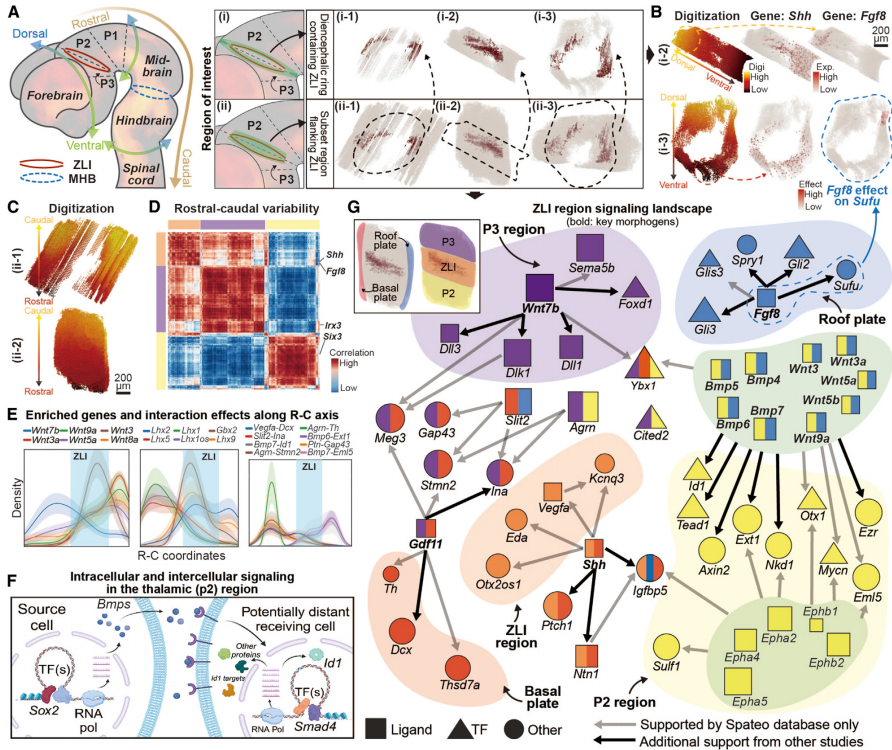 A
Rostral
Dorsal
P2
P1
Mid-
brain
P3
Forebrain
Hindbrain
Ventral
Spinal
cord
Caudal
ZLI
MHB
Region of interest
(i)
P2
P3
(ii)
P2
P3
Diencephalic ring
containing ZLI
(i-1)
(i-2)
(i-3)
Subset region
flanking ZLI
(ii-1)
(ii-2)
(ii-3)
B
Digitization
Gene: Shh
Gene: Fgf8
200
μm
(i-2)
Dorsal
Ventral
Digi
High
Low
Exp.
High
Low
(i-3)
Dorsal
Ventral
Effect
High
Low
Fgf8 effect
on Sufu
C
Digitization
Caudal
(ii-1)
Rostral
Caudal
(ii-2)
Rostral
200
μm
D
Rostral-caudal variability
Shh
Fgf8
Irx3
Six3
Correlation
High
Low
E
Enriched genes and interaction effects along R-C axis
Wnt7b
Wnt9a
Wnt3
Wnt3a
Wnt5a
Wnt8a
Lhx2
Lhx1
Gbx2
Lhx5
Lhx1os
Lhx9
Vegfa-Dcx
Agrn-Th
Slit2-Ina
Bmp6-Ext1
Bmp7-Id1
Ptn-Gap43
Agrn-Stmn2
Bmp7-Eml5
ZLI
ZLI
ZLI
Density
R-C coordinates
F
Intracellular and intercellular signaling
in the thalamic (p2) region
Source
cell
Bmps
Potentially distant
receiving cell
TF(s)
Sox2
RNA
pol
Other
proteins
Id1 targets
Id1
TF(s)
RNA Pol
Smad4
G
ZLI region signaling landscape
(bold: key morphogens)
Roof
plate
Basal plate
P3
ZLI
P2
P3 region
Sema5b
Wnt7b
Foxd1
Dll3
Dlk1
Dll1
Ybx1
Glis3
Spry1
Gli2
Sufu
Gli3
Fgf8
Roof plate
Meg3
Gap43
Slit2
Agrn
Cited2
Stmn2
Ina
Gdf11
Bmp5
Bmp4
Wnt3
Wnt3a
Wnt5a
Wnt5b
Bmp6
Bmp7
Wnt9a
Kcnq3
Vegfa
Eda
Otx2os1
Shh
ZLI
region
Th
Dcx
Thsd7a
Basal
plate
Ptch1
Igfbp5
Ntn1
Id1
Tead1
Axin2
Ext1
Nkd1
Otx1
Mycn
Ezr
Eml5
Epha4
Epha2
Ephb1
Ephb2
Epha5
Sulf1
P2 region
Ligand
TF
Other
Supported by Spateo database only
Additional support from other studies